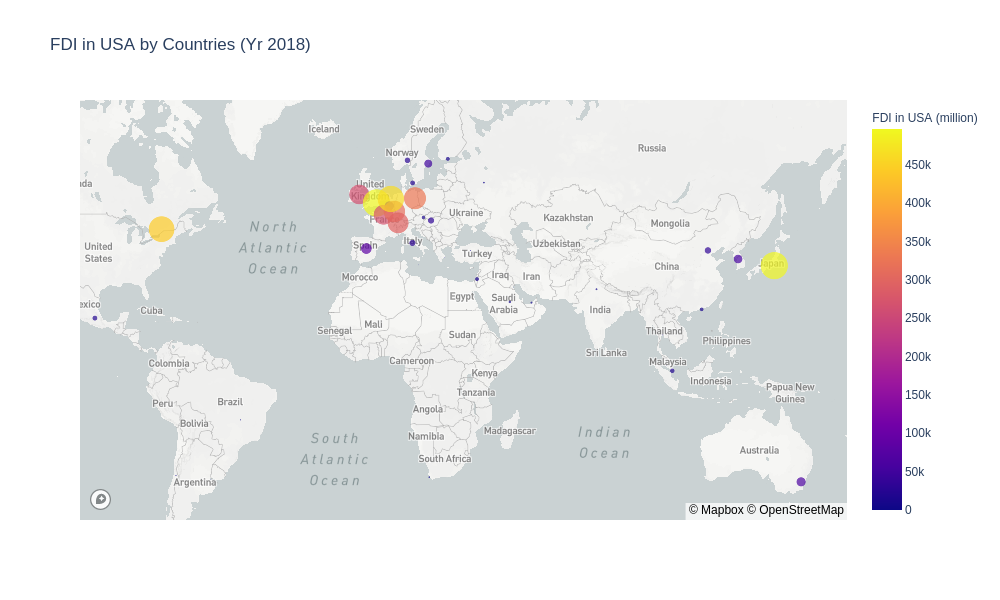 FDI in USA by Countries (Yr 2018)
FDI in USA (million)
Iceland
Sweden
Norway
Russia
United
Kingdom
North
Atlantic
Ocean
United
States
France
Ukraine
Kazakhstan
Mongolia
Spain
Italy
Türkey
Uzbekistan
China
Japan
Morocco
Iraq
Iran
Egypt
Saudi
Arabia
India
Mexico
Cuba
Senegal
Mali
Sudan
Thailand
Philippines
Sri Lanka
Colombia
Cameroon
Kenya
Malaysia
Indonesia
Papua New
Guinea
Tanzania
Peru
Brazil
Angola
Bolivia
Namibia
Madagascar
South
Atlantic
Ocean
Indian
Ocean
South Africa
Australia
Argentina
© Mapbox © OpenStreetMap
450k
400k
350k
300k
250k
200k
150k
100k
50k
0